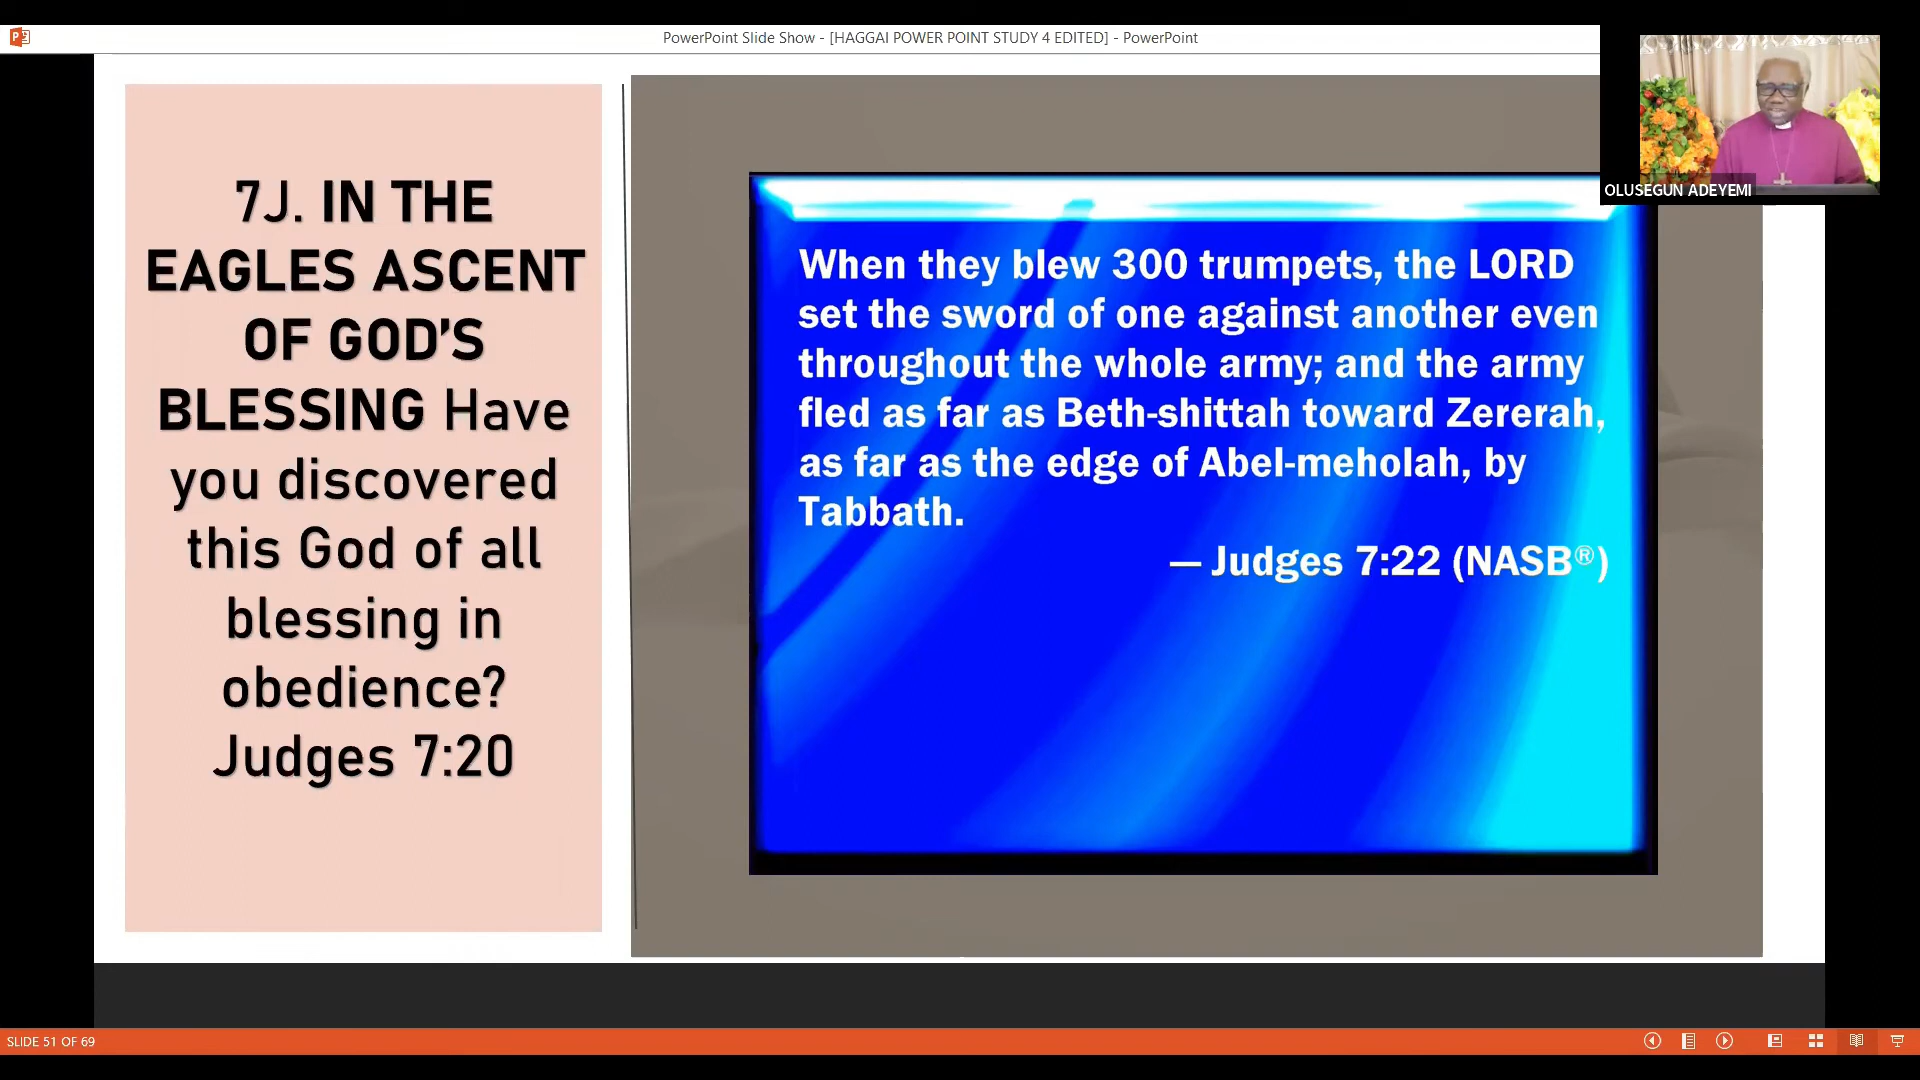 PowerPoint Slide Show - [HAGGAI POWER POINT STUDY 4 EDITED] - PowerPoint
OLUSEGUN ADEYEMI
7J. IN THE
EAGLES ASCENT
OF GOD’S
BLESSING Have
you discovered
this God of all
blessing in
obedience?
Judges 7:20
When they blew 300 trumpets, the LORD
set the sword of one against another even
throughout the whole army; and the army
fled as far as Beth-shittah toward Zererah,
as far as the edge of Abel-meholah, by
Tabbath.
— Judges 7:22 (NASB®)
SLIDE 51 OF 69